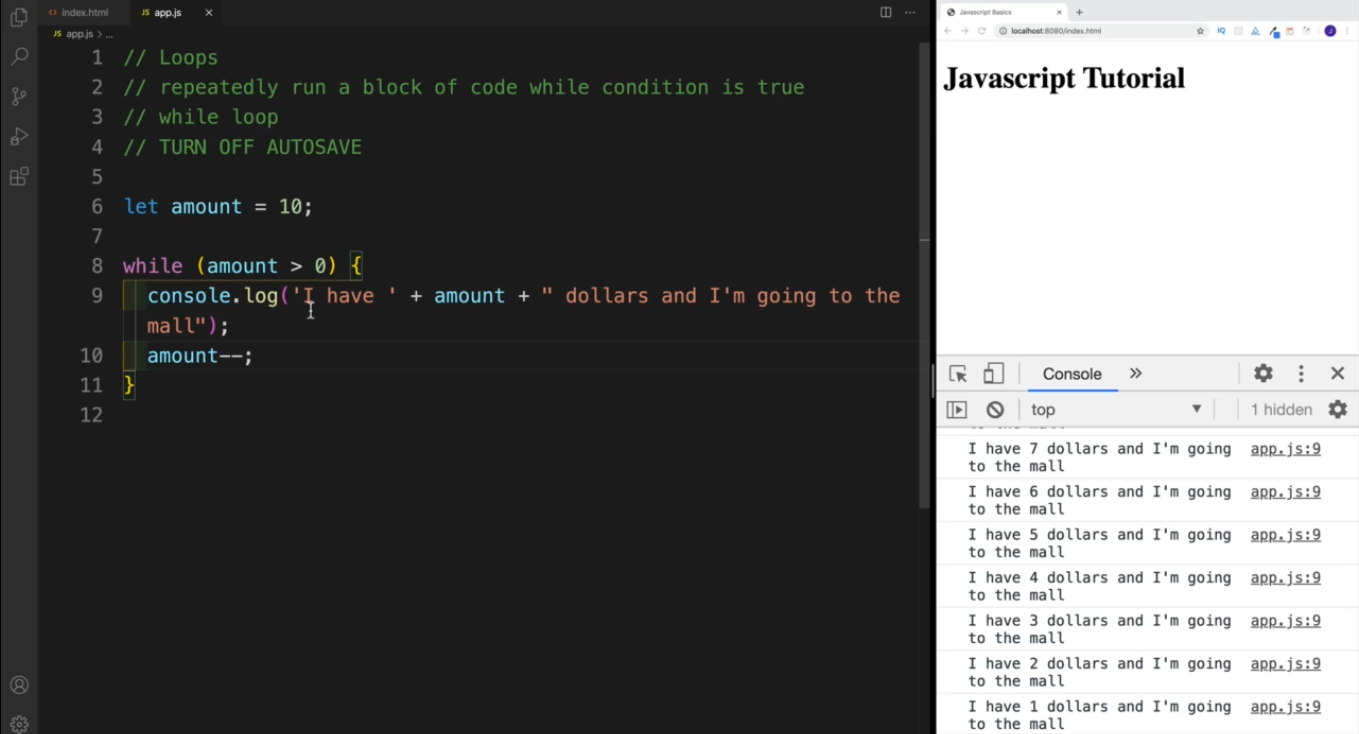 index.html
JS app.js
JS app.js > ...
1 // Loops
2 // repeatedly run a block of code while condition is true
3 // while loop
4 // TURN OFF AUTOSAVE
5
6 let amount = 10;
7
8 while (amount > 0) {
9 console.log('I have ' + amount + " dollars and I'm going to the
mall");
10 amount--;
11 }
12
Javascript Basics
localhost:8080/index.html
IQ
J
Javascript Tutorial
Console
top
1 hidden
I have 7 dollars and I'm going app.js:9
to the mall
I have 6 dollars and I'm going app.js:9
to the mall
I have 5 dollars and I'm going app.js:9
to the mall
I have 4 dollars and I'm going app.js:9
to the mall
I have 3 dollars and I'm going app.js:9
to the mall
I have 2 dollars and I'm going app.js:9
to the mall
I have 1 dollars and I'm going app.js:9
to the mall